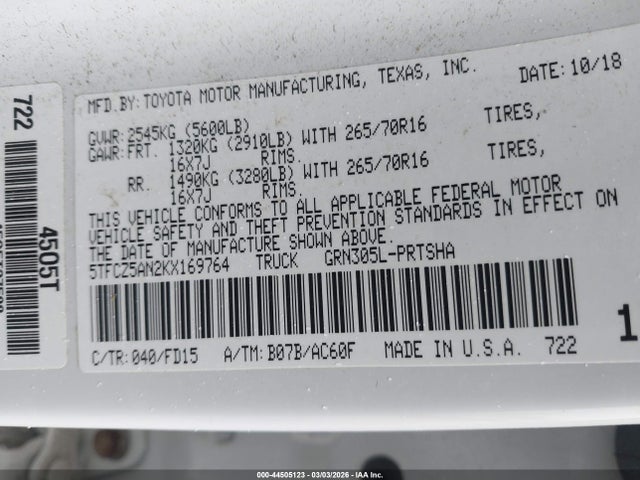 MFD.BY: TOYOTA MOTOR MANUFACTURING, TEXAS, INC. DATE: 10/18
GVWR: 2545KG (5600LB)
GAWR: FRT. 1320KG (2910LB) WITH 265/70R16 TIRES,
16X7J RIMS.
RR. 1490KG (3280LB) WITH 265/70R16 TIRES,
16X7J RIMS.
THIS VEHICLE CONFORMS TO ALL APPLICABLE FEDERAL MOTOR
VEHICLE SAFETY AND THEFT PREVENTION STANDARDS IN EFFECT ON
THE DATE OF MANUFACTURE SHOWN ABOVE.
5TFCZ5AN2KX169764 TRUCK GRN305L-PRTSHA
C/TR: 040/FD15 A/TM: B07B/AC60F MADE IN U.S.A. 722
1
722
4505T
000-44505123 - 03/03/2026 - IAA Inc.